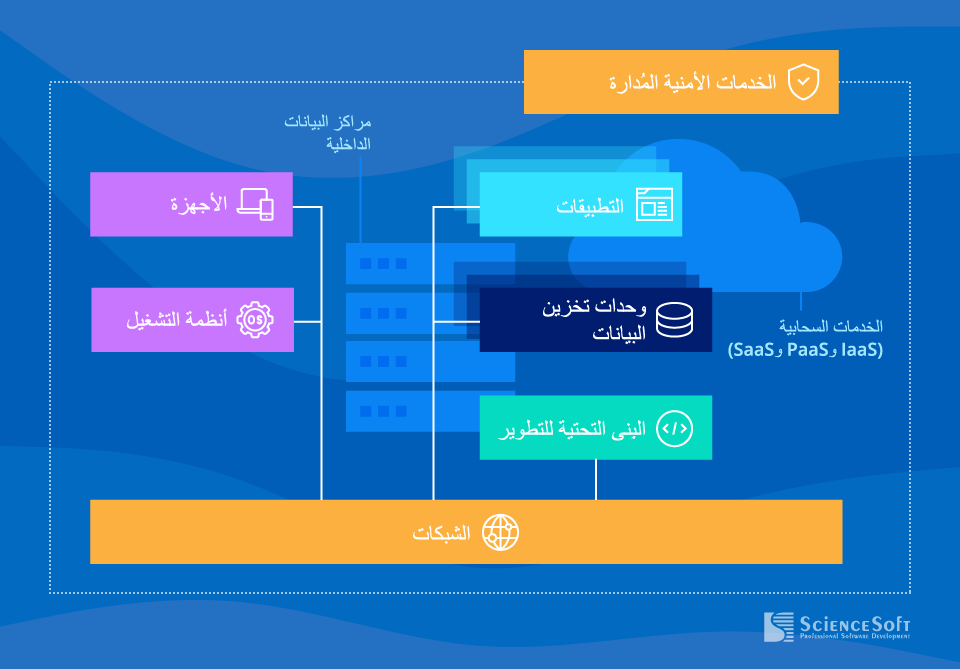 الخدمات الأمنية المُدارة
مراكز البيانات
الداخلية
الأجهزة
التطبيقات
أنظمة التشغيل
OS
وحدات تخزين
البيانات
الخدمات السحابية
(IaaS وPaaS وSaaS)
البنى التحتية للتطوير
الشبكات
ScienceSoft
Professional Software Development